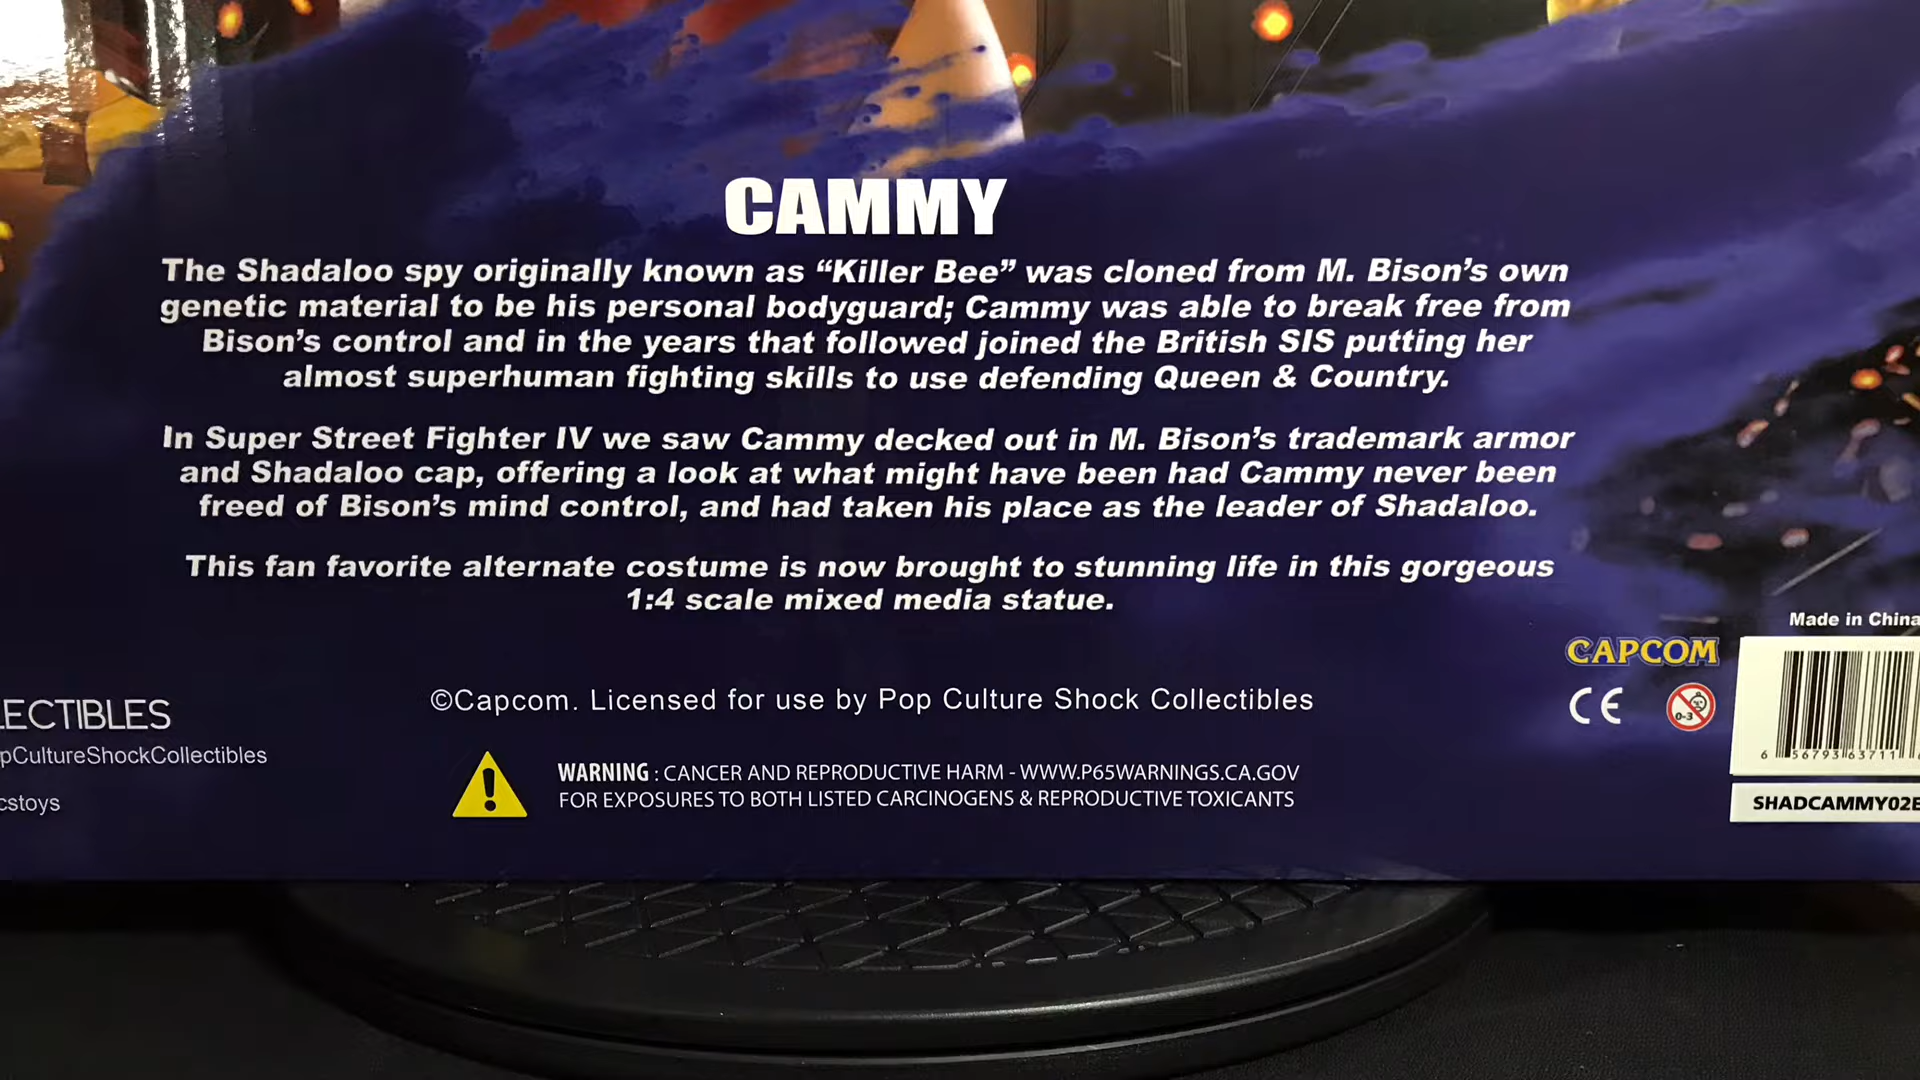 CAMMY
The Shadaloo spy originally known as “Killer Bee” was cloned from M. Bison’s own
genetic material to be his personal bodyguard; Cammy was able to break free from
Bison’s control and in the years that followed joined the British SIS putting her
almost superhuman fighting skills to use defending Queen & Country.
In Super Street Fighter IV we saw Cammy decked out in M. Bison’s trademark armor
and Shadaloo cap, offering a look at what might have been had Cammy never been
freed of Bison’s mind control, and had taken his place as the leader of Shadaloo.
This fan favorite alternate costume is now brought to stunning life in this gorgeous
1:4 scale mixed media statue.
Made in China
CAPCOM
LECTIBLES
©Capcom. Licensed for use by Pop Culture Shock Collectibles
CE
0-3
pCultureShockCollectibles
6 56793 63711
WARNING : CANCER AND REPRODUCTIVE HARM - WWW.P65WARNINGS.CA.GOV
FOR EXPOSURES TO BOTH LISTED CARCINOGENS & REPRODUCTIVE TOXICANTS
cstoys
SHADCAMMY02E